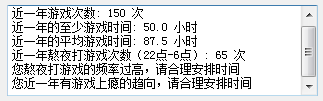 近一年游戏次数: 150 次
近一年的至少游戏时间: 50.0 小时
近一年的平均游戏时间: 87.5 小时
近一年熬夜打游戏次数（22点-6点）: 65 次
您熬夜打游戏的频率过高，请合理安排时间
您近一年有游戏上瘾的趋向，请合理安排时间